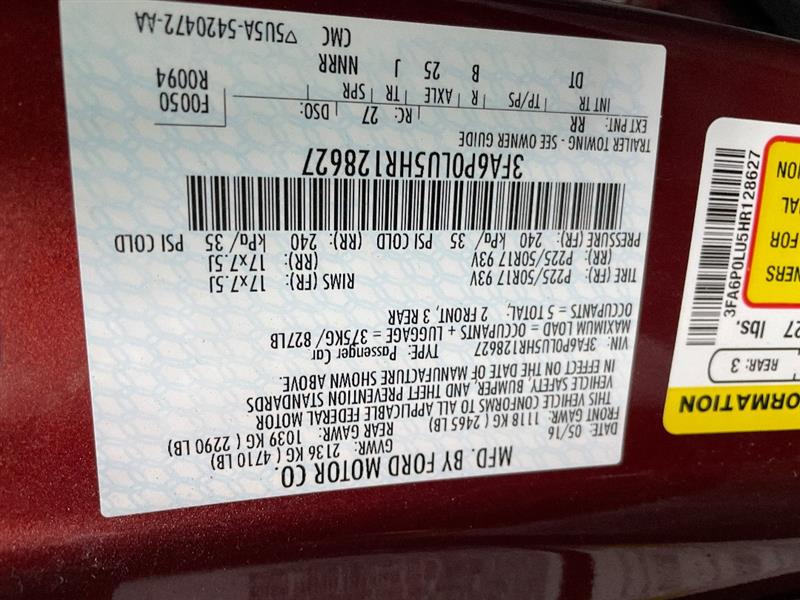 MFD. BY FORD MOTOR CO.
DATE: 05/16 GVWR: 2136 KG ( 4710 LB)
FRONT GAWR: 1118 KG ( 2465 LB) REAR GAWR: 1039 KG ( 2290 LB)
THIS VEHICLE CONFORMS TO ALL APPLICABLE FEDERAL MOTOR
VEHICLE SAFETY, BUMPER, AND THEFT PREVENTION STANDARDS
IN EFFECT ON THE DATE OF MANUFACTURE SHOWN ABOVE.
VIN: 3FA6P0LU5HR128627 TYPE: Passenger Car
MAXIMUM LOAD = OCCUPANTS + LUGGAGE = 375KG/ 827LB
OCCUPANTS = 5 TOTAL: 2 FRONT, 3 REAR
TIRE (FR): P225/50R17 93V RIMS (FR): 17x7.5J
(RR): P225/50R17 93V (RR): 17x7.5J
PRESSURE (FR): 240 kPa/ 35 PSI COLD (RR): 240 kPa/ 35 PSI COLD
3FA6P0LU5HR128627
TRAILER TOWING - SEE OWNER GUIDE
EXT PNT: RR RC: 27 DSO: F0050
INT TR TP/PS R AXLE TR SPR R0094
DT B 25 J NNRR
CMC ▽5U5A-5420472-AA
ORMATION
REAR: 3
27 lbs.
NERS
FOR
AL
ION
3FA6P0LU5HR128627